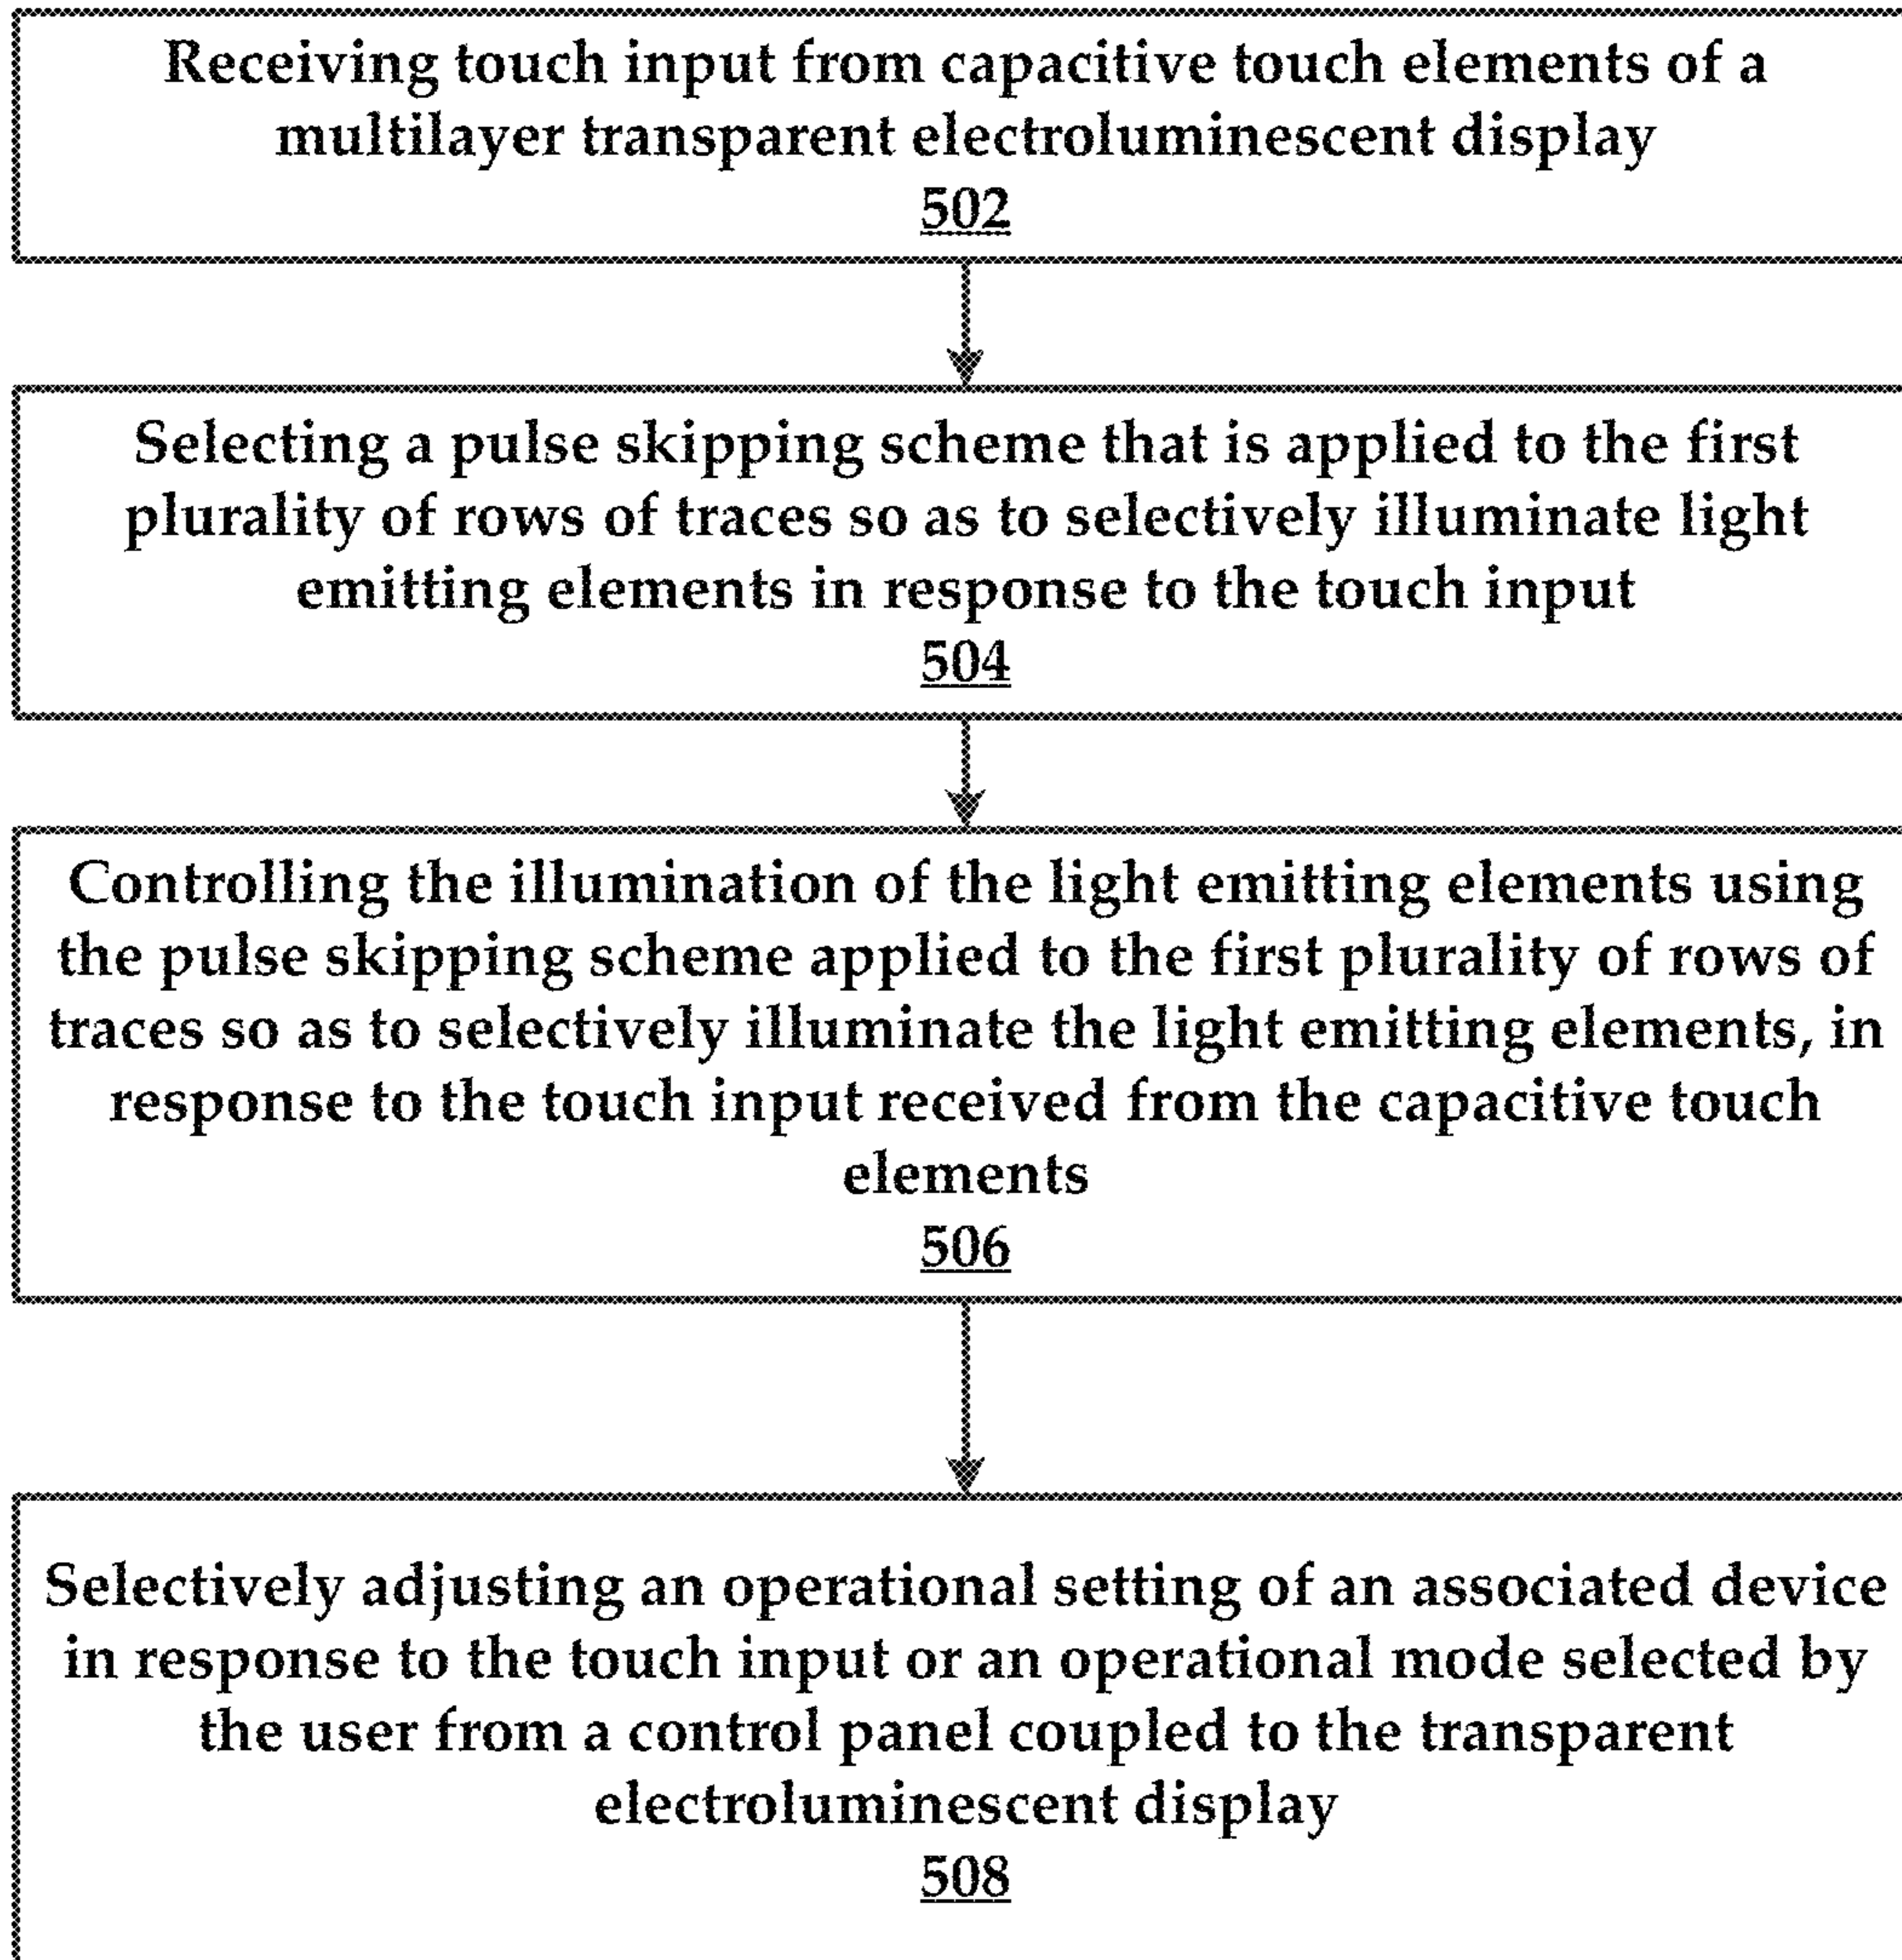 Receiving touch input from capacitive touch elements of a
multilayer transparent electroluminescent display
502
Selecting a pulse skipping scheme that is applied to the first
plurality of rows of traces so as to selectively illuminate light
emitting elements in response to the touch input
504
Controlling the illumination of the light emitting elements using
the pulse skipping scheme applied to the first plurality of rows of
traces so as to selectively illuminate the light emitting elements, in
response to the touch input received from the capacitive touch
elements
506
Selectively adjusting an operational setting of an associated device
in response to the touch input or an operational mode selected by
the user from a control panel coupled to the transparent
electroluminescent display
508